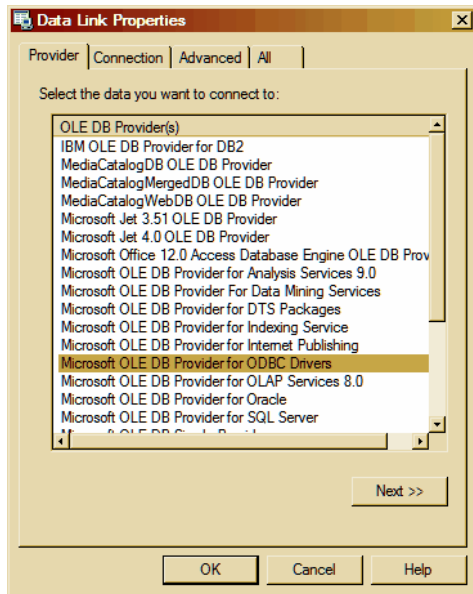 Data Link Properties
Provider Connection Advanced All
Select the data you want to connect to:
OLE DB Provider(s)
IBM OLE DB Provider for DB2
MediaCatalogDB OLE DB Provider
MediaCatalogMergedDB OLE DB Provider
MediaCatalogWebDB OLE DB Provider
Microsoft Jet 3.51 OLE DB Provider
Microsoft Jet 4.0 OLE DB Provider
Microsoft Office 12.0 Access Database Engine OLE DB Prov
Microsoft OLE DB Provider for Analysis Services 9.0
Microsoft OLE DB Provider For Data Mining Services
Microsoft OLE DB Provider for DTS Packages
Microsoft OLE DB Provider for Indexing Service
Microsoft OLE DB Provider for Internet Publishing
Microsoft OLE DB Provider for ODBC Drivers
Microsoft OLE DB Provider for OLAP Services 8.0
Microsoft OLE DB Provider for Oracle
Microsoft OLE DB Provider for SQL Server
Microsoft OLE DB Simple Provider
Next >>
OK Cancel Help